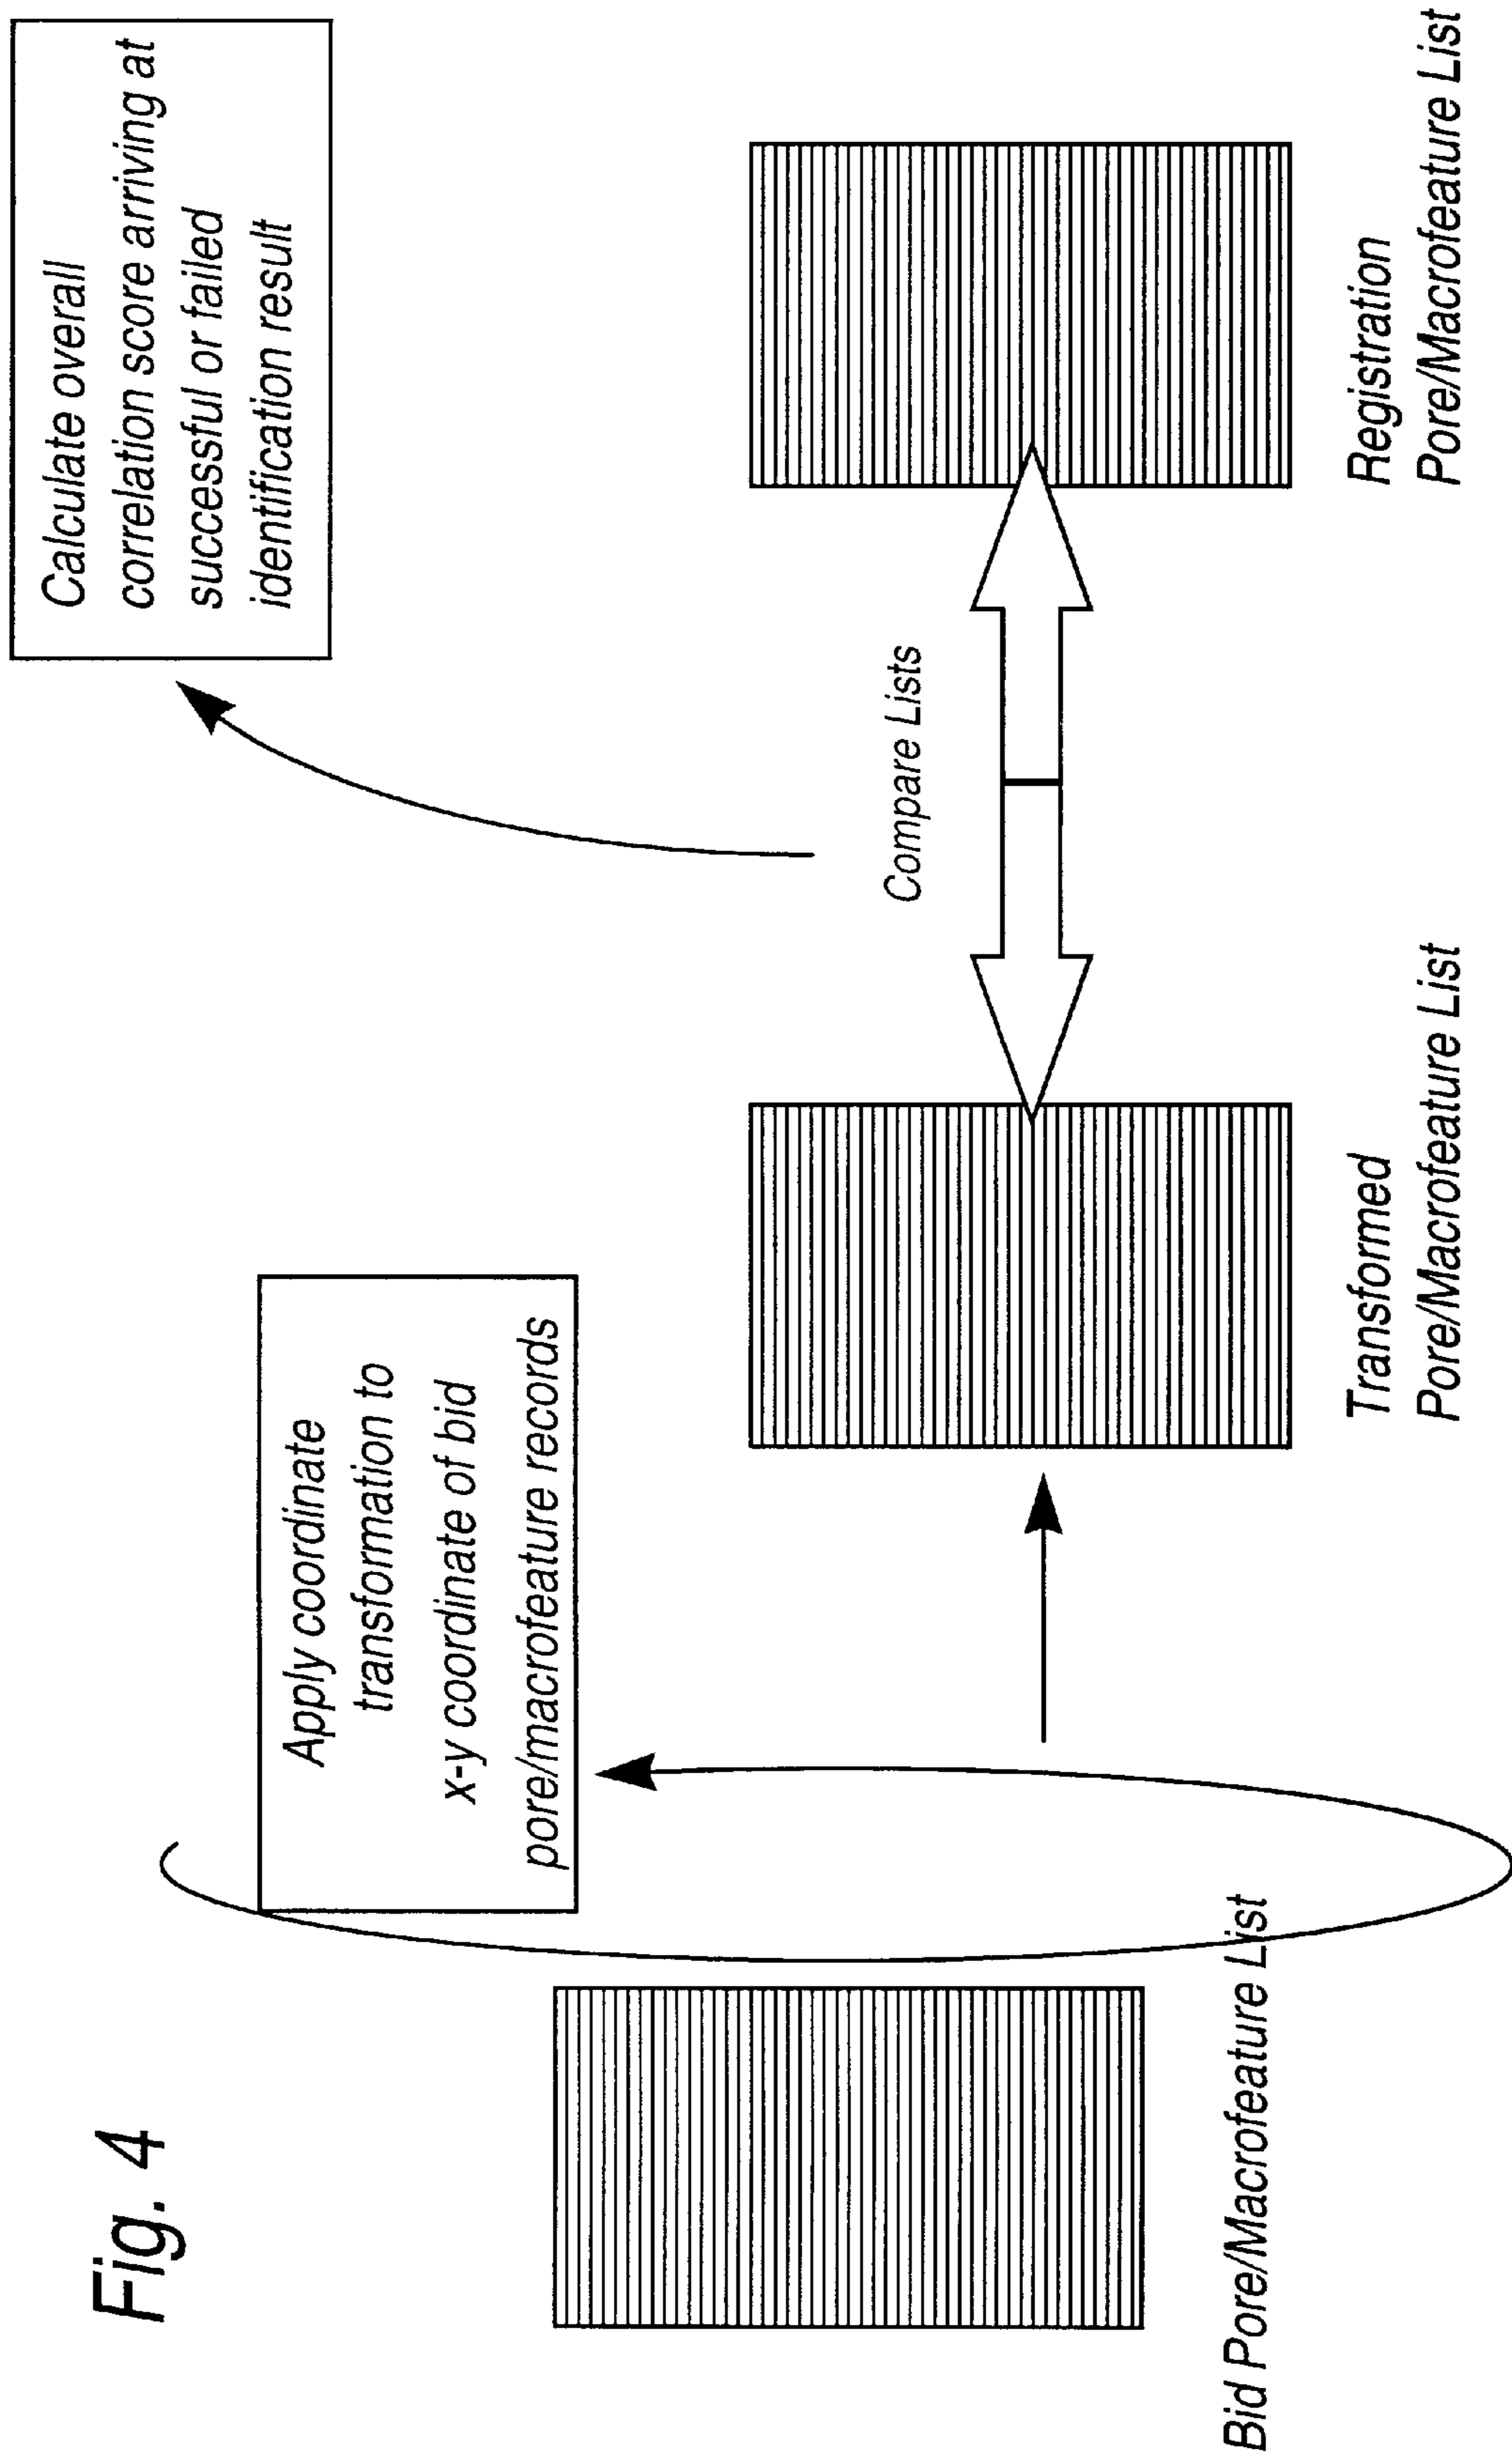 Fig. 4
Calculate overall
correlation score arriving at
successful or failed
identification result
Apply coordinate
transformation to
x-y coordinate of bid
pore/macrofeature records
Compare Lists
Bid Pore/Macrofeature List
Transformed
Pore/Macrofeature List
Registration
Pore/Macrofeature List